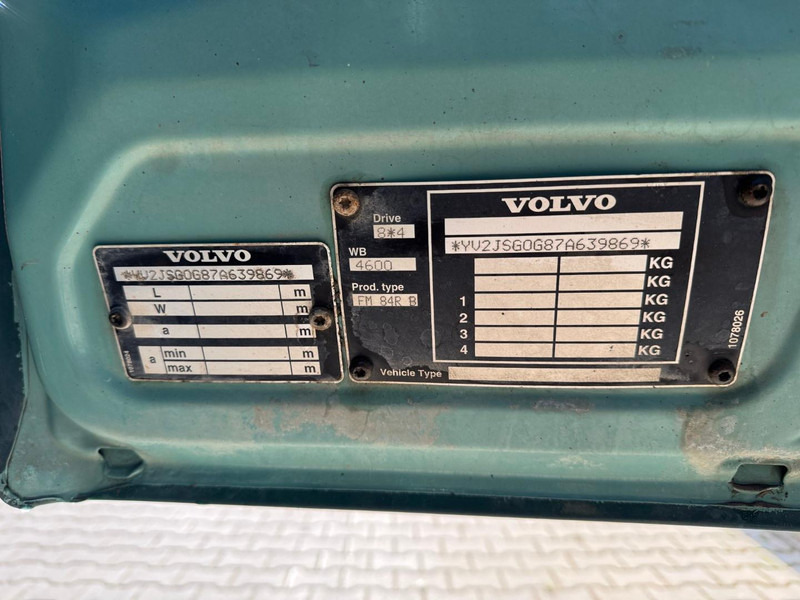 VOLVO
*YV2JSG0G87A639869*
L m
W m
a m
a min m
max m
VOLVO
Drive
8*4
*YV2JSG0G87A639869*
WB
4600
Prod. type
FM 84R B
KG
KG
1 KG
2 KG
3 KG
4 KG
Vehicle Type
1078026